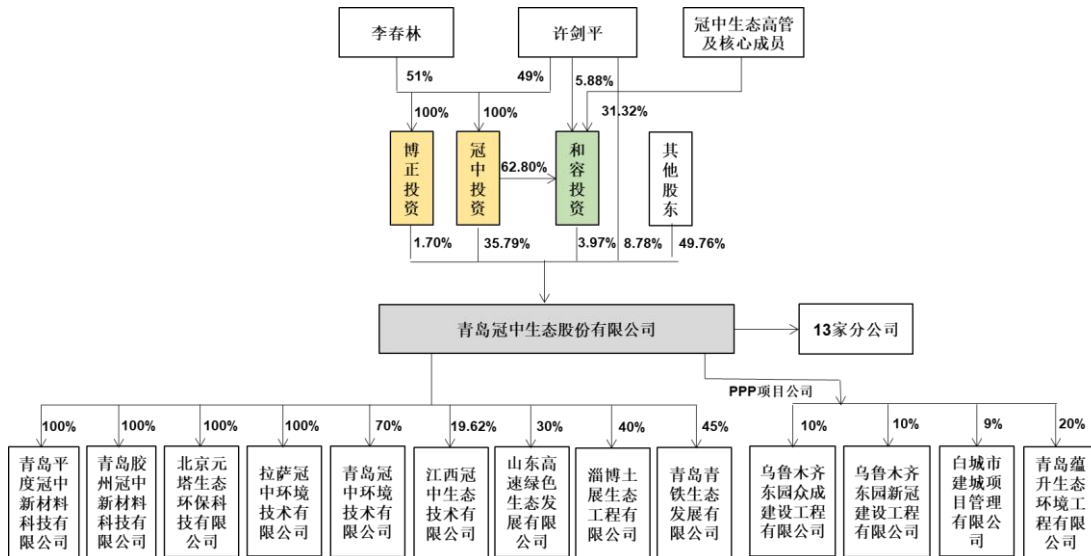 李春林
许剑平
冠中生态高管
及核心成员
51%
49%
5.88%
100%
100%
31.32%
博正投资
冠中投资
62.80%
和容投资
其他股东
1.70%
35.79%
3.97%
8.78%
49.76%
青岛冠中生态股份有限公司
13家分公司
PPP项目公司
100%
100%
100%
100%
70%
19.62%
30%
40%
45%
10%
10%
9%
20%
青岛平
度冠中
新材料
科技有
限公司
青岛胶
州冠中
新材料
科技有
限公司
北京元
塔生态
环保科
技有限
公司
拉萨冠
中环境
技术有
限公司
青岛冠
中环境
技术有
限公司
江西冠
中生态
技术有
限公司
山东高
速绿色
生态发
展有限
公司
淄博土
展生态
工程有
限公司
青岛青
铁生态
发展有
限公司
乌鲁木齐
东园众成
建设工程
有限公司
乌鲁木齐
东园新冠
建设工程
有限公司
白城市
建城项
目管理
有限公
司
青岛蕴
升生态
环境工
程有限
公司